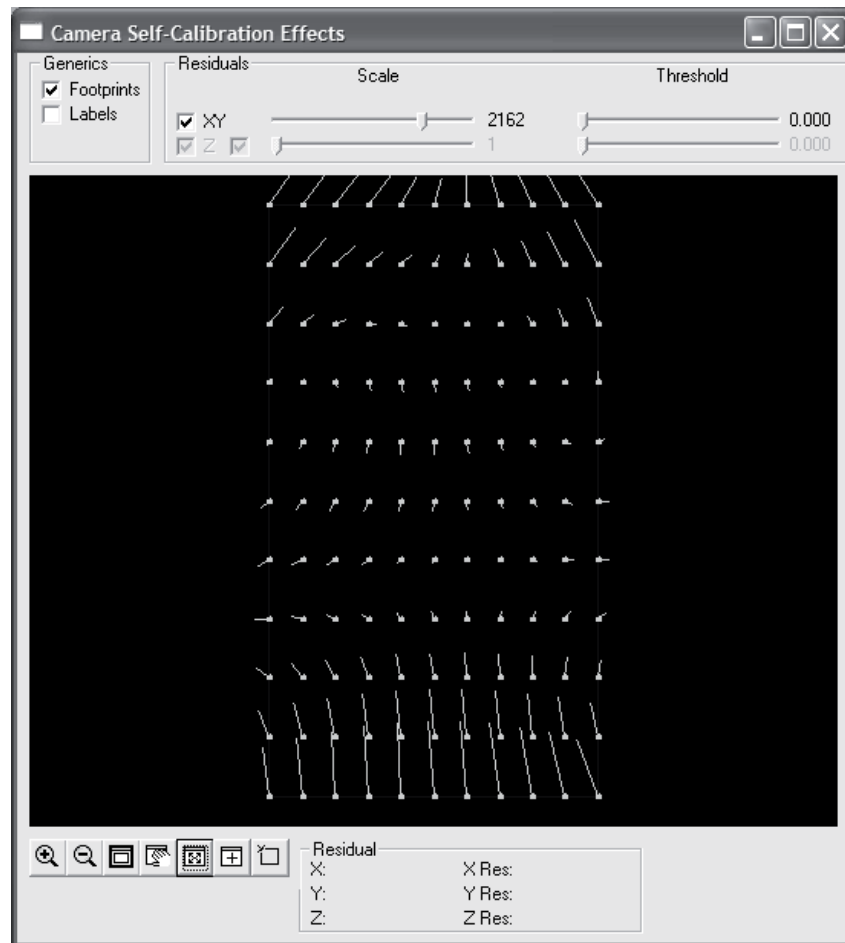 Camera Self-Calibration Effects
Generics
Footprints
Labels
Residuals
Scale
Threshold
XY
2162
0.000
Z
1
0.000
Residual
X:
X Res:
Y:
Y Res:
Z:
Z Res: